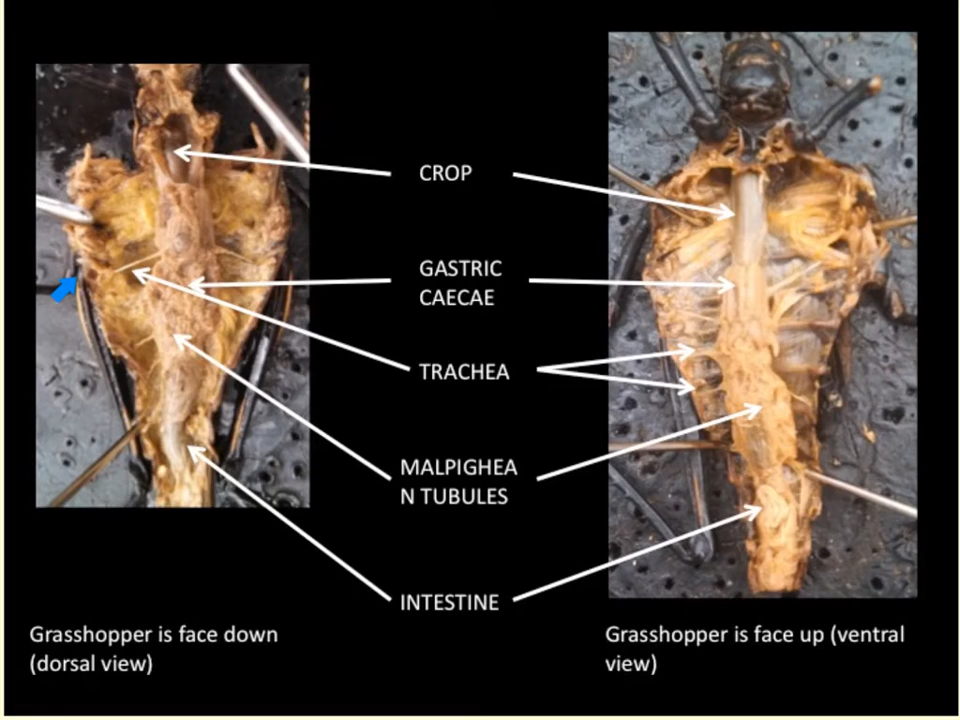 CROP
GASTRIC
CAECAE
TRACHEA
MALPIGHEA
N TUBULES
INTESTINE
Grasshopper is face down
(dorsal view)
Grasshopper is face up (ventral
view)